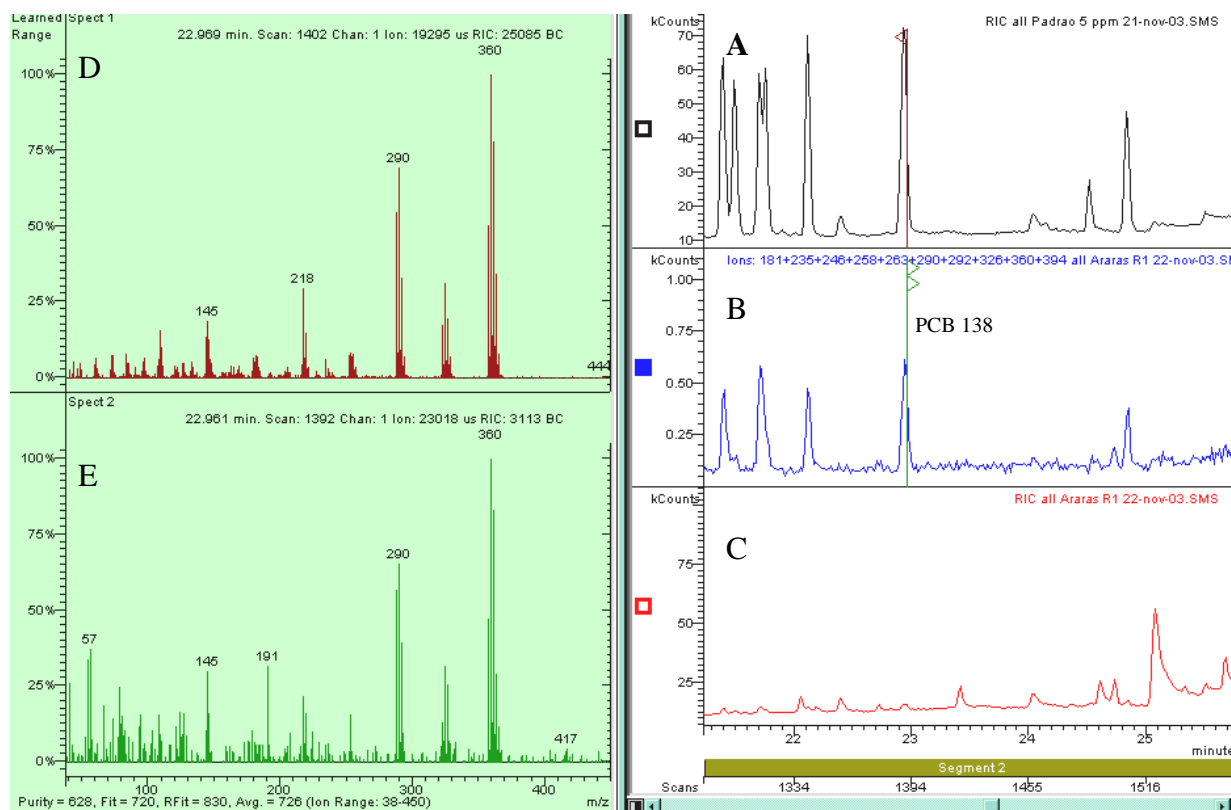 Learned Spect 1
Range 22.969 min. Scan: 1402 Chan: 1 Ion: 19295 us RIC: 25085 BC
D
360
100%
75%
290
50%
218
25%
145
0%
444
Spect 2
22.961 min. Scan: 1392 Chan: 1 Ion: 23018 us RIC: 3113 BC
360
E
100%
75%
290
50%
57
145
191
25%
417
0%
100 200 300 400
Purity = 628, Fit = 720, RFit = 830, Avg. = 726 (Ion Range: 38-450) m/z
kCounts RIC all Padrao 5 ppm 21-nov-03.SMS
A
70
60
50
40
30
20
10
kCounts Ions: 181+235+246+258+263+290+292+326+360+394 all Araras R1 22-nov-03.SM
1.00
B
PCB 138
0.75
0.50
0.25
kCounts RIC all Araras R1 22-nov-03.SMS
C
75
50
25
22 23 24 25
minute
Segment 2
Scans 1334 1394 1455 1516